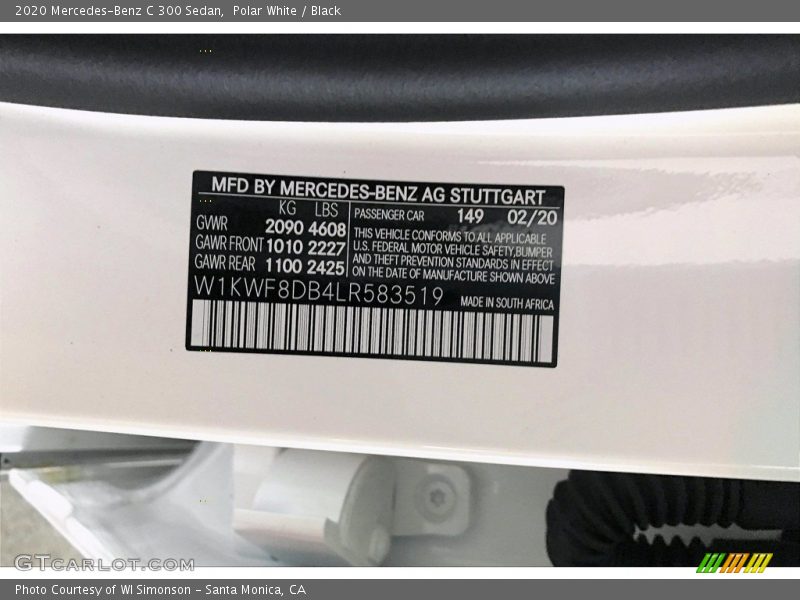 2020 Mercedes-Benz C 300 Sedan,  Polar White / Black
MFD BY MERCEDES-BENZ AG STUTTGART
KG LBS
GVWR 2090 4608
GAWR FRONT 1010 2227
GAWR REAR 1100 2425
PASSENGER CAR 149 02/20
THIS VEHICLE CONFORMS TO ALL APPLICABLE
U.S. FEDERAL MOTOR VEHICLE SAFETY,BUMPER
AND THEFT PREVENTION STANDARDS IN EFFECT
ON THE DATE OF MANUFACTURE SHOWN ABOVE
W1KWF8DB4LR583519 MADE IN SOUTH AFRICA
GTcarlot.com
Photo Courtesy of WI Simonson - Santa Monica, CA